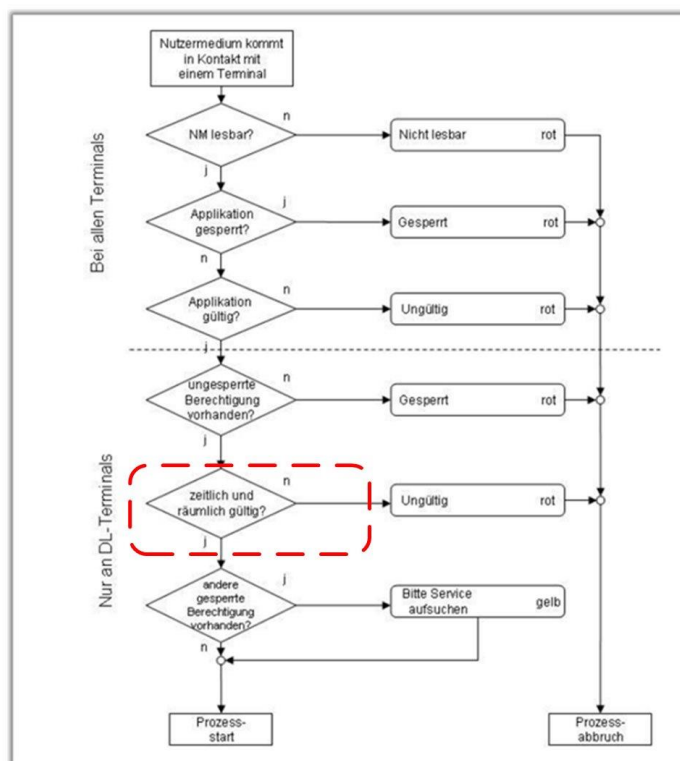 Nutzermedium kommt
in Kontakt mit
einem Terminal
NM lesbar?
n
j
Nicht lesbar rot
Applikation
gesperrt?
j
n
Gesperrt rot
Applikation
gültig?
n
j
Ungültig rot
Bei allen Terminals
ungesperrte
Berechtigung
vorhanden?
n
j
Gesperrt rot
zeitlich und
räumlich gültig?
n
j
Ungültig rot
andere
gesperrte
Berechtigung
vorhanden?
j
n
Bitte Service
aufsuchen gelb
Nur an DL-Terminals
Prozess-
start
Prozess-
abbruch